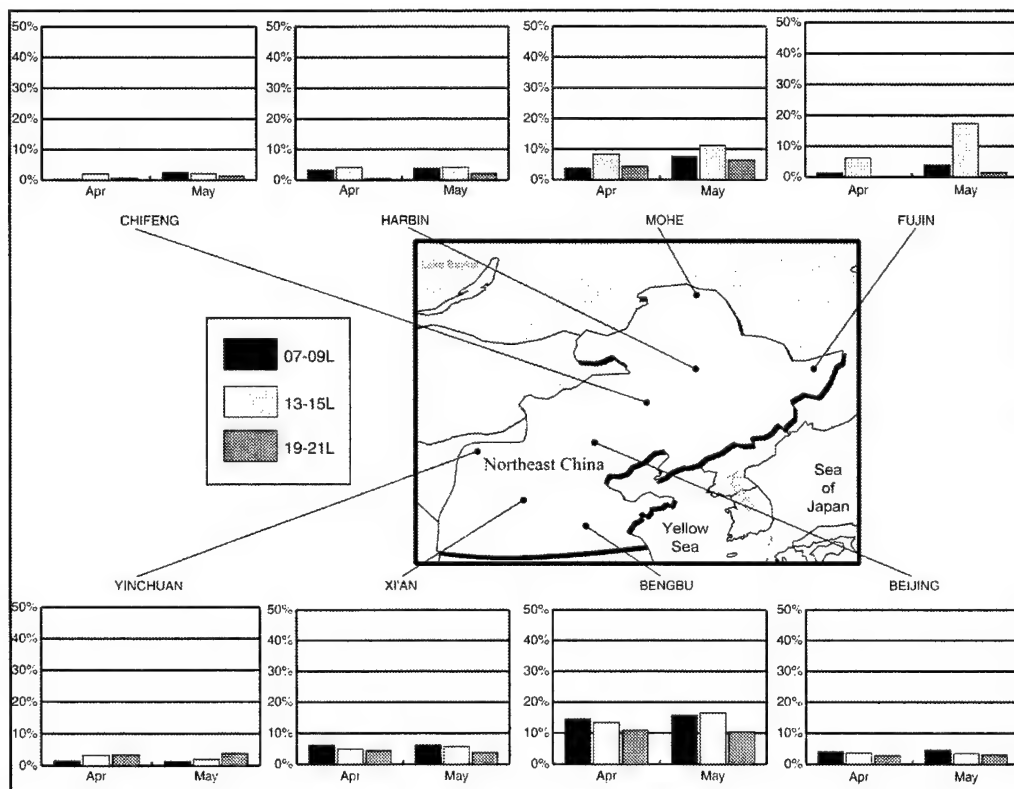 50%
40%
30%
20%
10%
0%
Apr May
50%
40%
30%
20%
10%
0%
Apr May
50%
40%
30%
20%
10%
0%
Apr May
50%
40%
30%
20%
10%
0%
Apr May
CHIFENG HARBIN MOHE FUJIN
Lake Baykal
07-09L
13-15L
19-21L
Northeast China
Sea
of
Japan
Yellow
Sea
YINCHUAN XI'AN BENGBU BEIJING
50%
40%
30%
20%
10%
0%
Apr May
50%
40%
30%
20%
10%
0%
Apr May
50%
40%
30%
20%
10%
0%
Apr May
50%
40%
30%
20%
10%
0%
Apr May